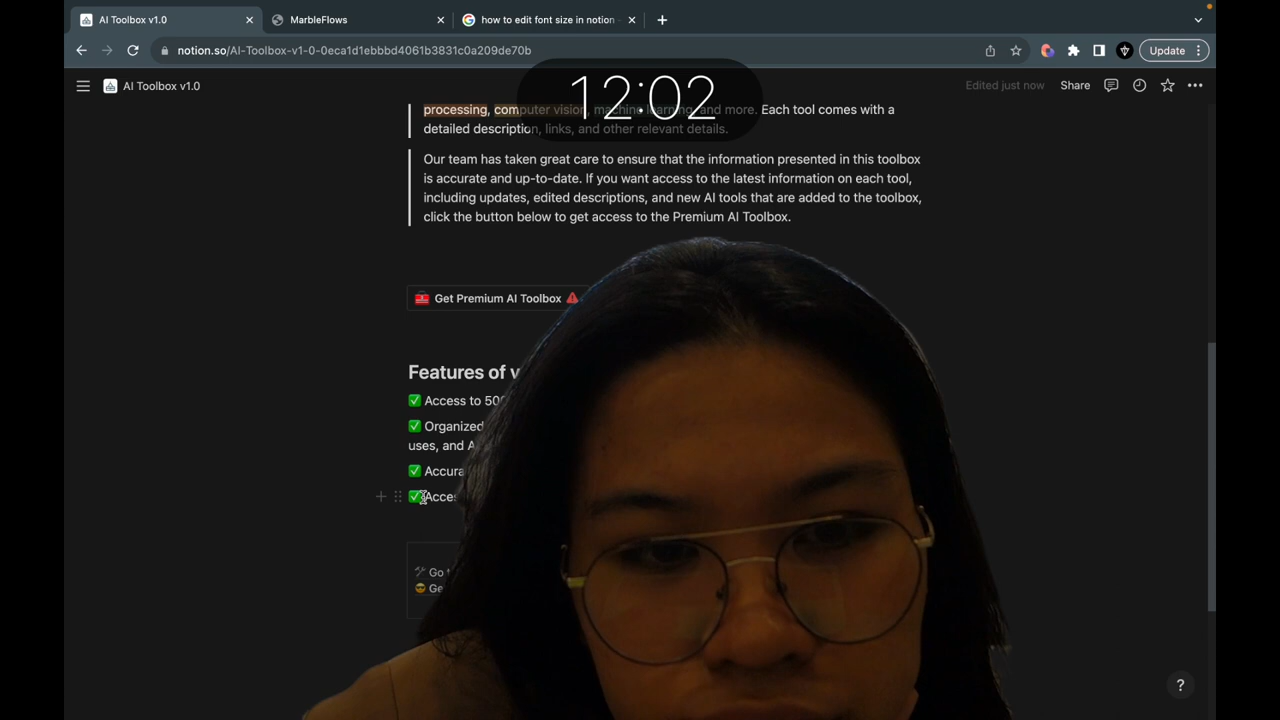 AI Toolbox v1.0
MarbleFlows
how to edit font size in notion
notion.so/AI-Toolbox-v1-0-0eca1d1ebbbd4061b3831c0a209de70b
Update
AI Toolbox v1.0
12:02
Edited just now
Share
processing, computer vision, machine learning, and more. Each tool comes with a
detailed description, links, and other relevant details.
Our team has taken great care to ensure that the information presented in this toolbox
is accurate and up-to-date. If you want access to the latest information on each tool,
including updates, edited descriptions, and new AI tools that are added to the toolbox,
click the button below to get access to the Premium AI Toolbox.
Get Premium AI Toolbox
Features of
Access to
Organized
uses, and
Go
?